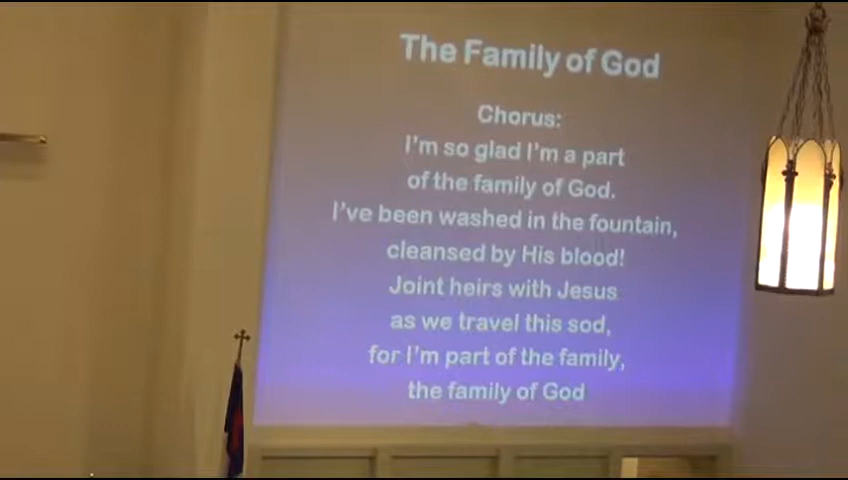 The Family of God
Chorus:
I'm so glad I'm a part
of the family of God.
I've been washed in the fountain,
cleansed by His blood!
Joint heirs with Jesus
as we travel this sod,
for I'm part of the family,
the family of God